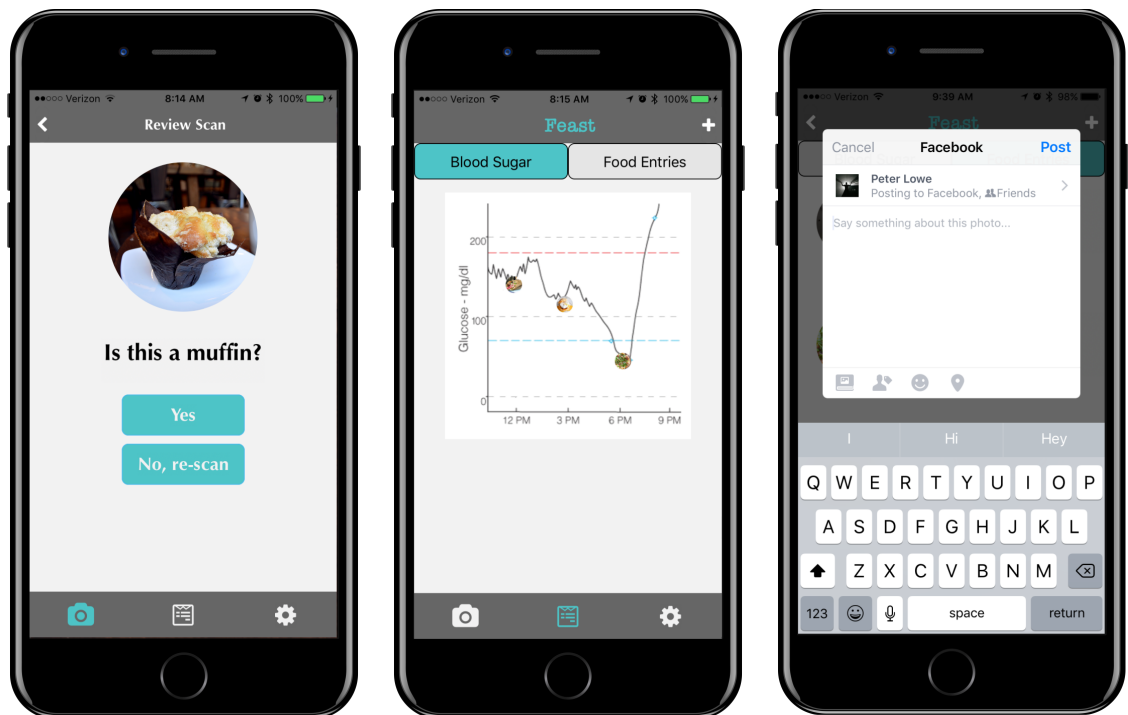 ●●○○○ Verizon 8:14 AM 100%
Review Scan
Is this a muffin?
Yes
No, re-scan
●●○○○ Verizon 8:15 AM 100%
Feast
+
Blood Sugar Food Entries
200
100
0
Glucose - mg/dl
12 PM 3 PM 6 PM 9 PM
Verizon 9:39 AM 98%
Feast
+
Cancel Facebook Post
Peter Lowe
Posting to Facebook, Friends
Say something about this photo...
I Hi Hey
Q W E R T Y U I O P
A S D F G H J K L
Z X C V B N M
123 space return